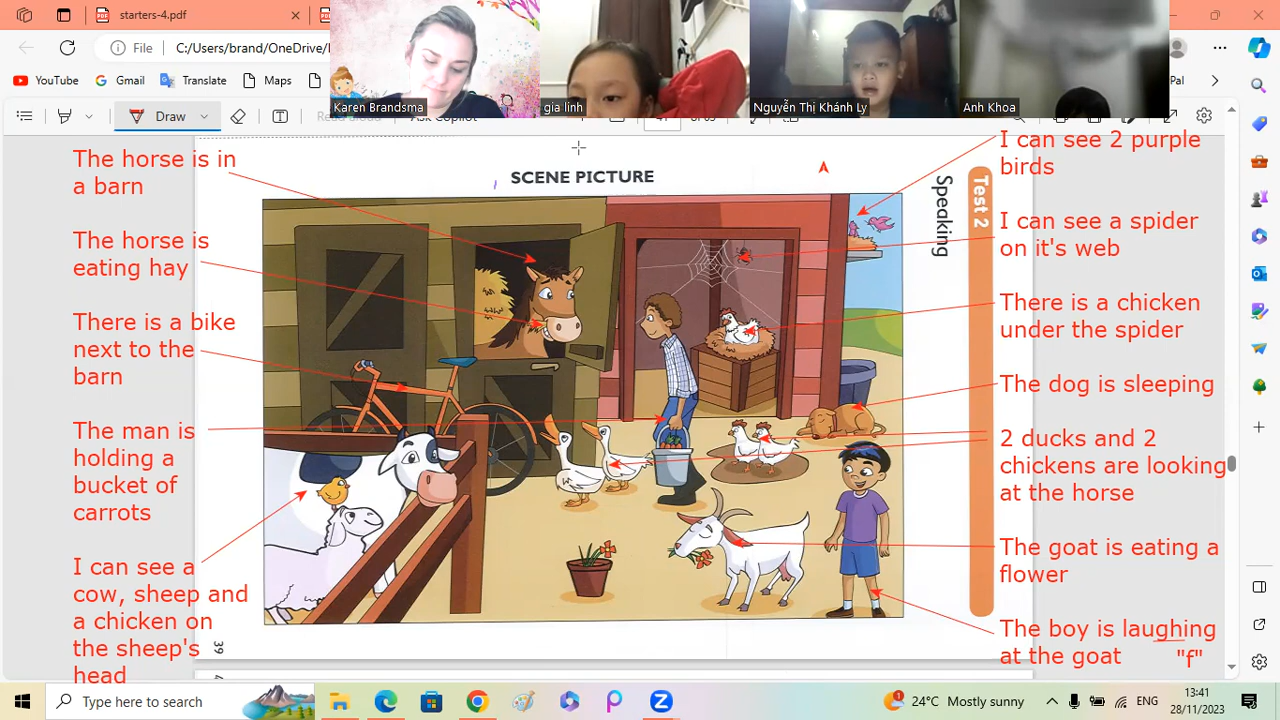 starters-4.pdf
File
C:/Users/brand/OneDrive/
YouTube
Gmail
Translate
Maps
Pal
Karen Brandsma
gia linh
Nguyễn Thị Khánh Ly
Anh Khoa
Draw
Read aloud
Ask Copilot
The horse is in
a barn
The horse is
eating hay
There is a bike
next to the
barn
The man is
holding a
bucket of
carrots
I can see a
cow, sheep and
a chicken on
the sheep's
head
SCENE PICTURE
Test 2
Speaking
39
I can see 2 purple
birds
I can see a spider
on it's web
There is a chicken
under the spider
The dog is sleeping
2 ducks and 2
chickens are looking
at the horse
The goat is eating a
flower
The boy is laughing
at the goat
"f"
Type here to search
1
24°C Mostly sunny
ENG
13:41
28/11/2023